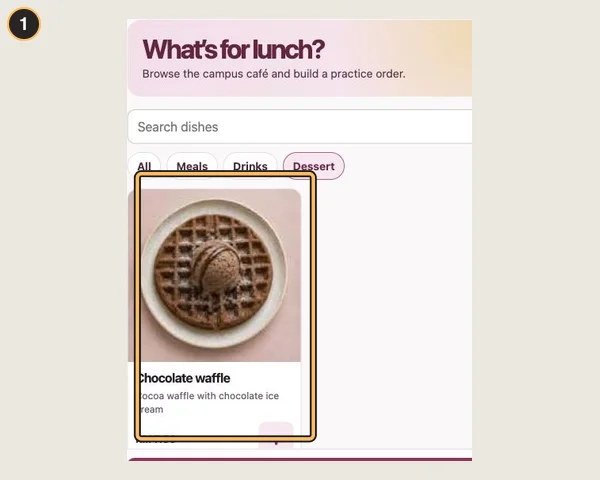 1
What's for lunch?
Browse the campus café and build a practice order.
Search dishes
All Meals Drinks Dessert
Chocolate waffle
Cocoa waffle with chocolate ice
cream